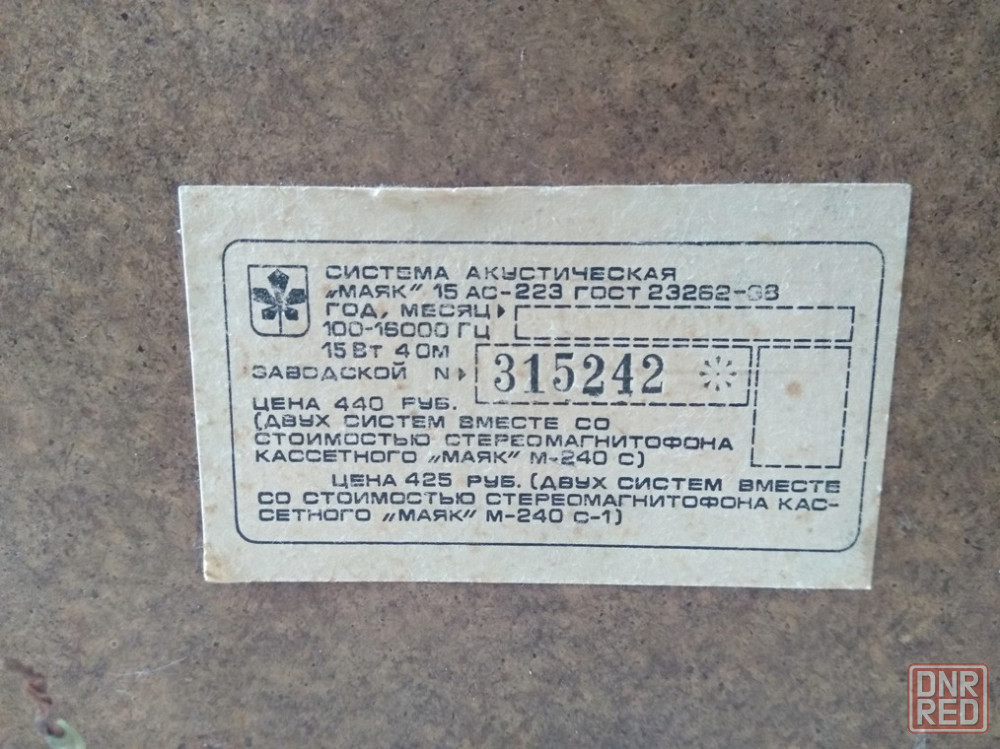 СИСТЕМА АКУСТИЧЕСКАЯ
„МАЯК” 15 АС-223 ГОСТ 23262-88
ГОД, МЕСЯЦ
100-16000 ГЦ
15 Вт 4 ОМ
ЗАВОДСКОЙ N 315242
ЦЕНА 440 РУБ.
(ДВУХ СИСТЕМ ВМЕСТЕ СО
СТОИМОСТЬЮ СТЕРЕОМАГНИТОФОНА
КАССЕТНОГО „МАЯК” М-240 С)
ЦЕНА 425 РУБ. (ДВУХ СИСТЕМ ВМЕСТЕ
СО СТОИМОСТЬЮ СТЕРЕОМАГНИТОФОНА КАС-
СЕТНОГО „МАЯК” М-240 С-1)
DNR
RED